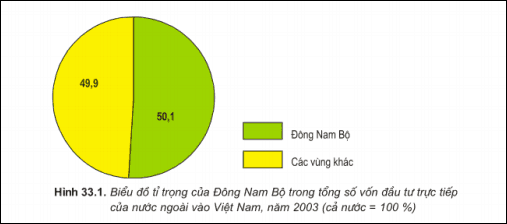 49,9
50,1
Đông Nam Bộ
Các vùng khác
Hình 33.1. Biểu đồ tỉ trọng của Đông Nam Bộ trong tổng số vốn đầu tư trực tiếp
của nước ngoài vào Việt Nam, năm 2003 (cả nước = 100 %)